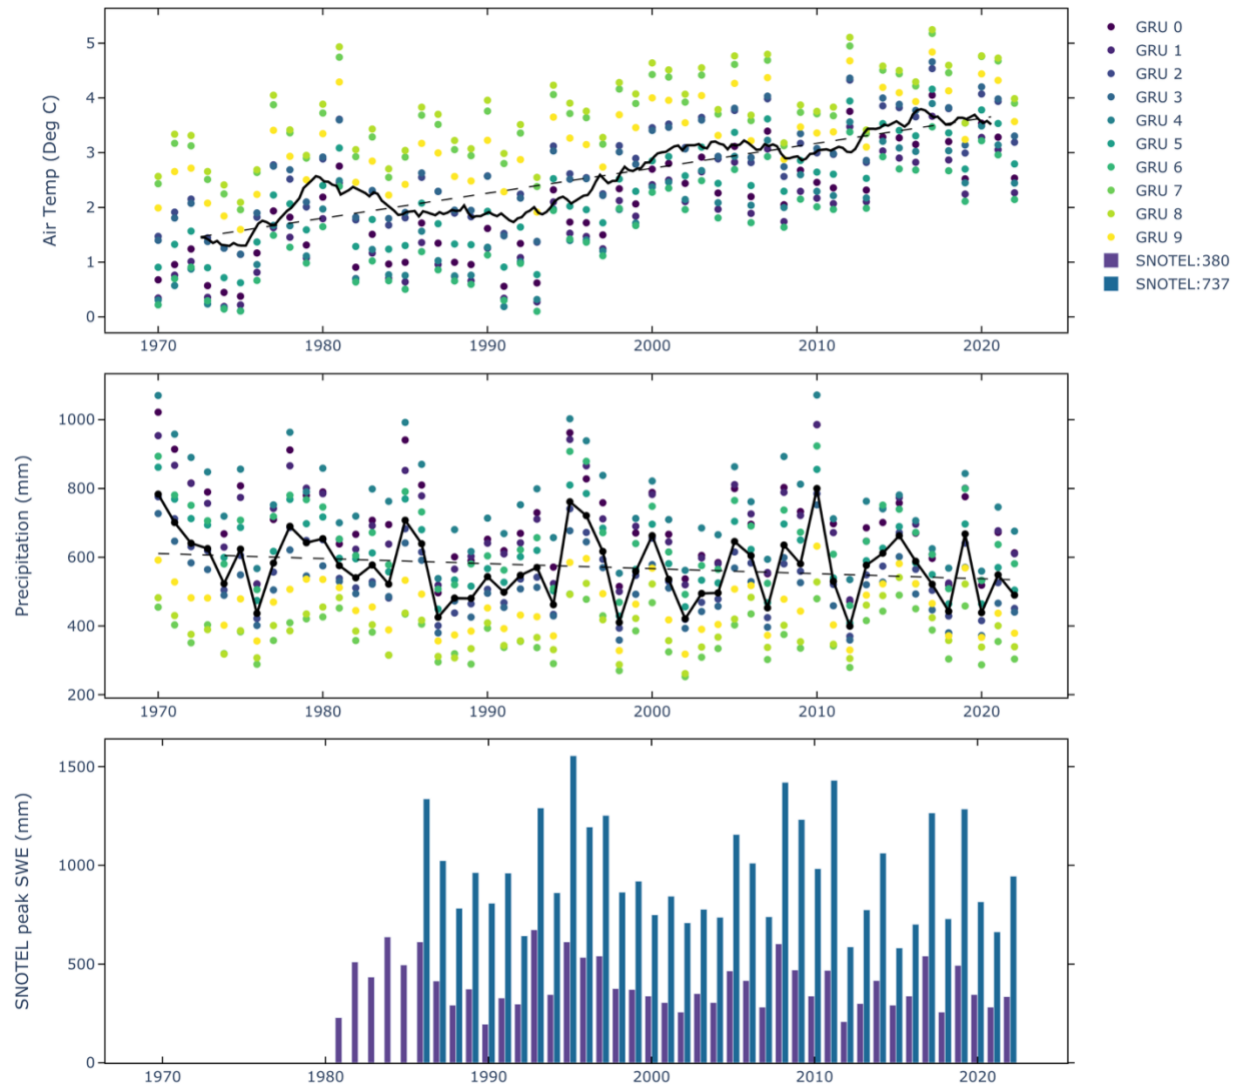 5
4
3
2
1
0
Air Temp (Deg C)
1970 1980 1990 2000 2010 2020
GRU 0
GRU 1
GRU 2
GRU 3
GRU 4
GRU 5
GRU 6
GRU 7
GRU 8
GRU 9
SNOTEL:380
SNOTEL:737
1000
800
600
400
200
Precipitation (mm)
1970 1980 1990 2000 2010 2020
1500
1000
500
0
SNOTEL peak SWE (mm)
1970 1980 1990 2000 2010 2020